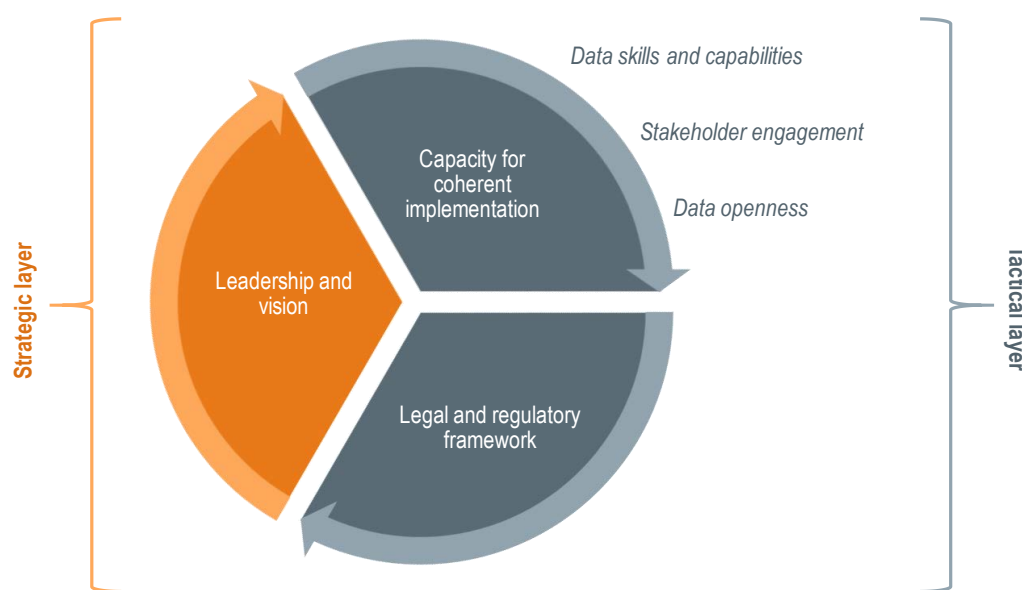 Data skills and capabilities
Stakeholder engagement
Capacity for
coherent
implementation
Data openness
Strategic layer
Leadership and
vision
Tactical layer
Legal and regulatory
framework